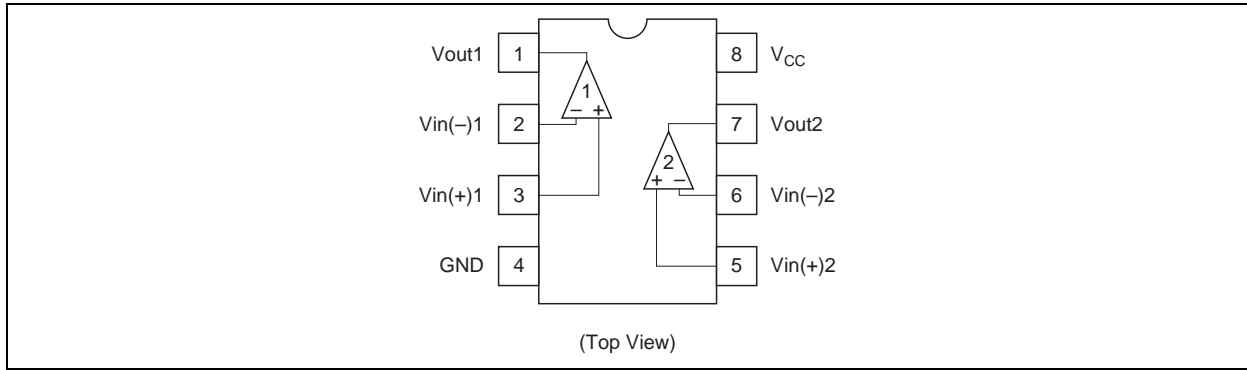 Vout1 1 8 VCC
1
Vin(–)1 2 – + 7 Vout2
2
Vin(+)1 3 + – 6 Vin(–)2
GND 4 5 Vin(+)2
(Top View)